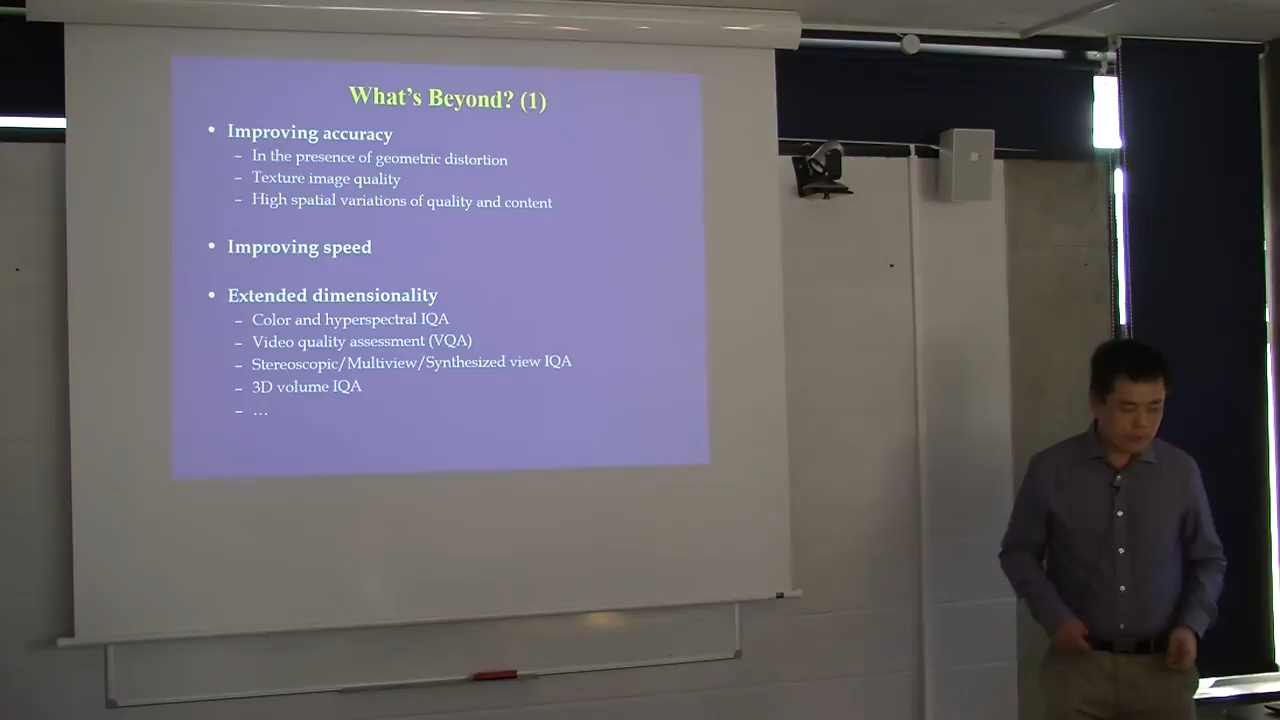 What's Beyond? (1)
• Improving accuracy
– In the presence of geometric distortion
– Texture image quality
– High spatial variations of quality and content
• Improving speed
• Extended dimensionality
– Color and hyperspectral IQA
– Video quality assessment (VQA)
– Stereoscopic/Multiview/Synthesized view IQA
– 3D volume IQA
– …